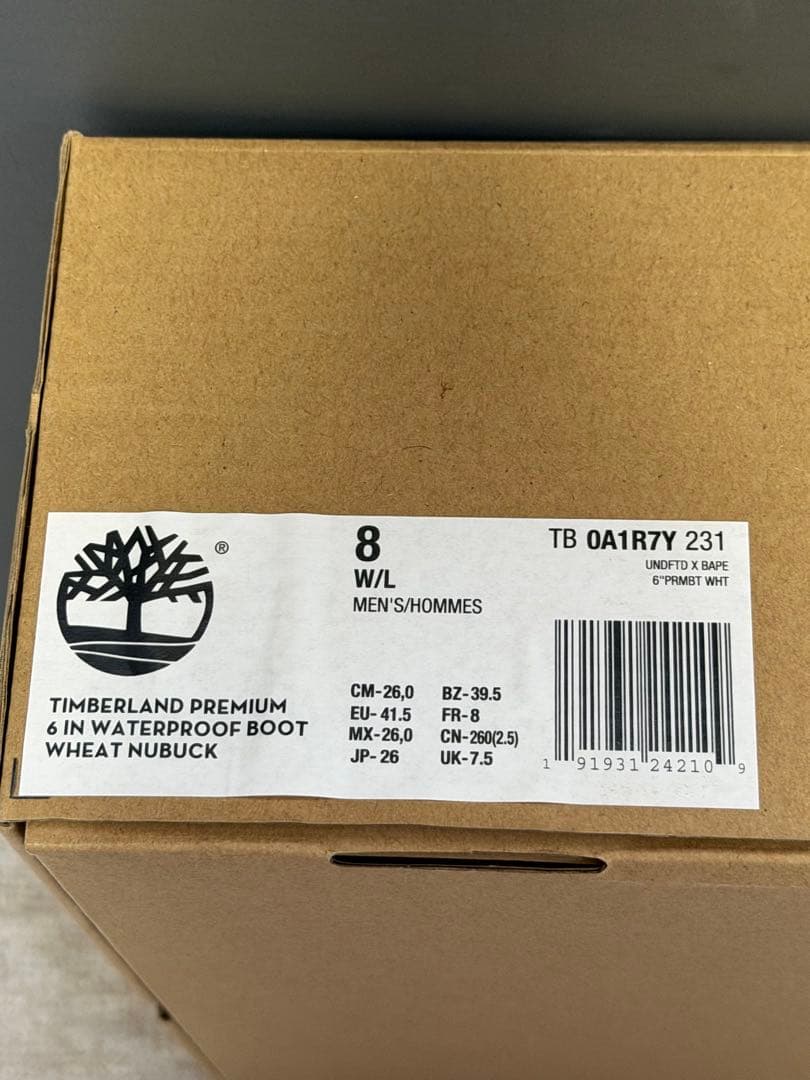 ®
8
W/L
MEN'S/HOMMES
TB 0A1R7Y 231
UNDFTD X BAPE
6"PRMBT WHT
TIMBERLAND PREMIUM
6 IN WATERPROOF BOOT
WHEAT NUBUCK
CM-26,0 BZ-39.5
EU-41.5 FR-8
MX-26,0 CN-260(2.5)
JP-26 UK-7.5
1 91931 24210 9